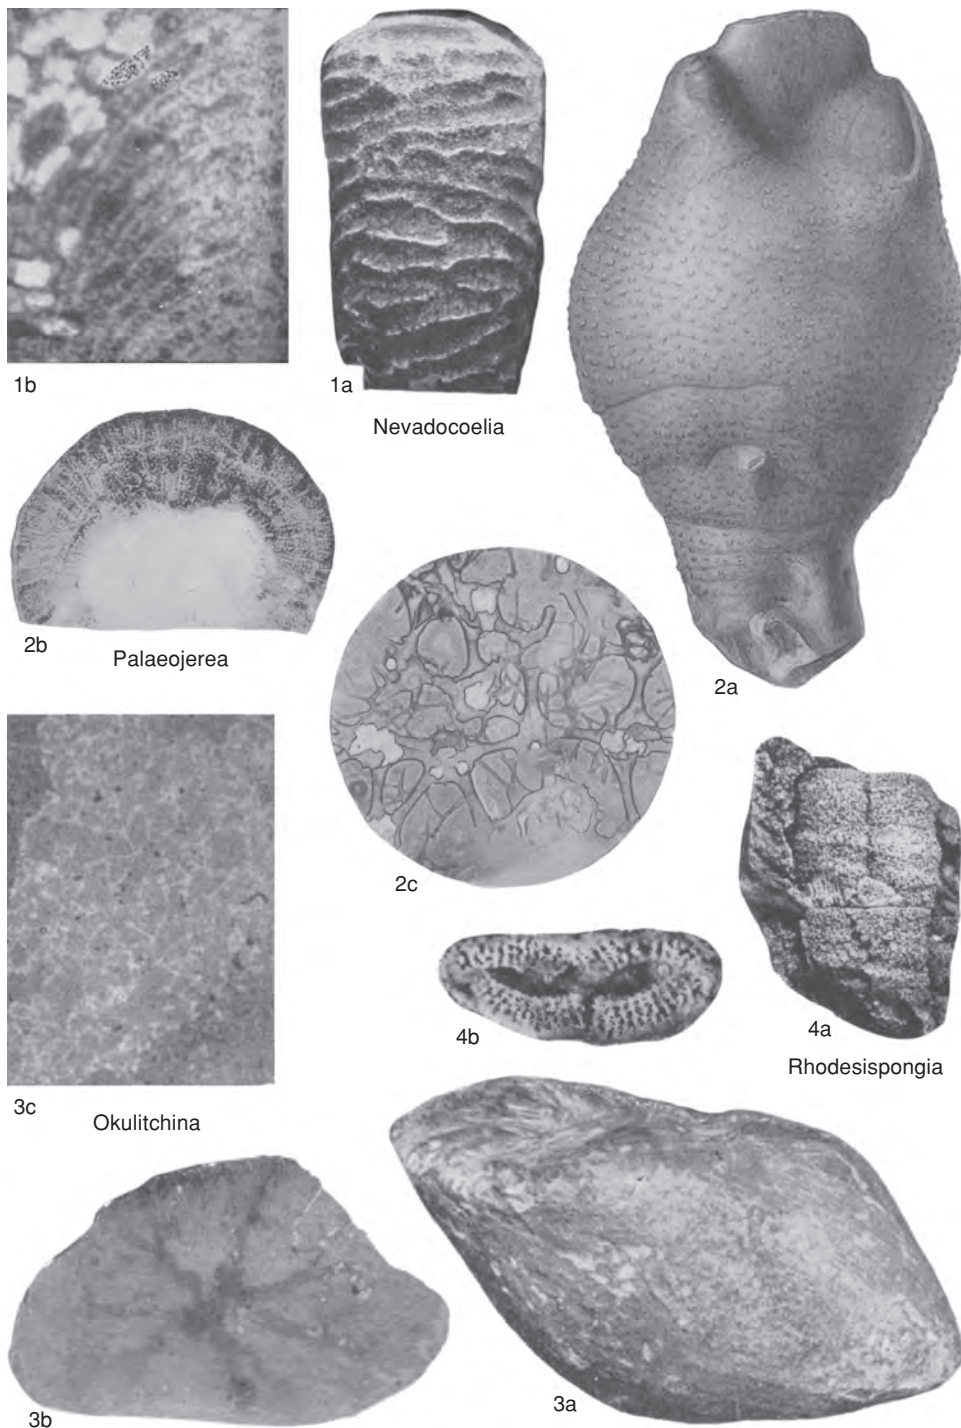 1b
1a
Nevadocoelia
2b
Palaeojerea
2a
2c
4b
4a
Rhodesispongia
3c
Okulitchina
3b
3a